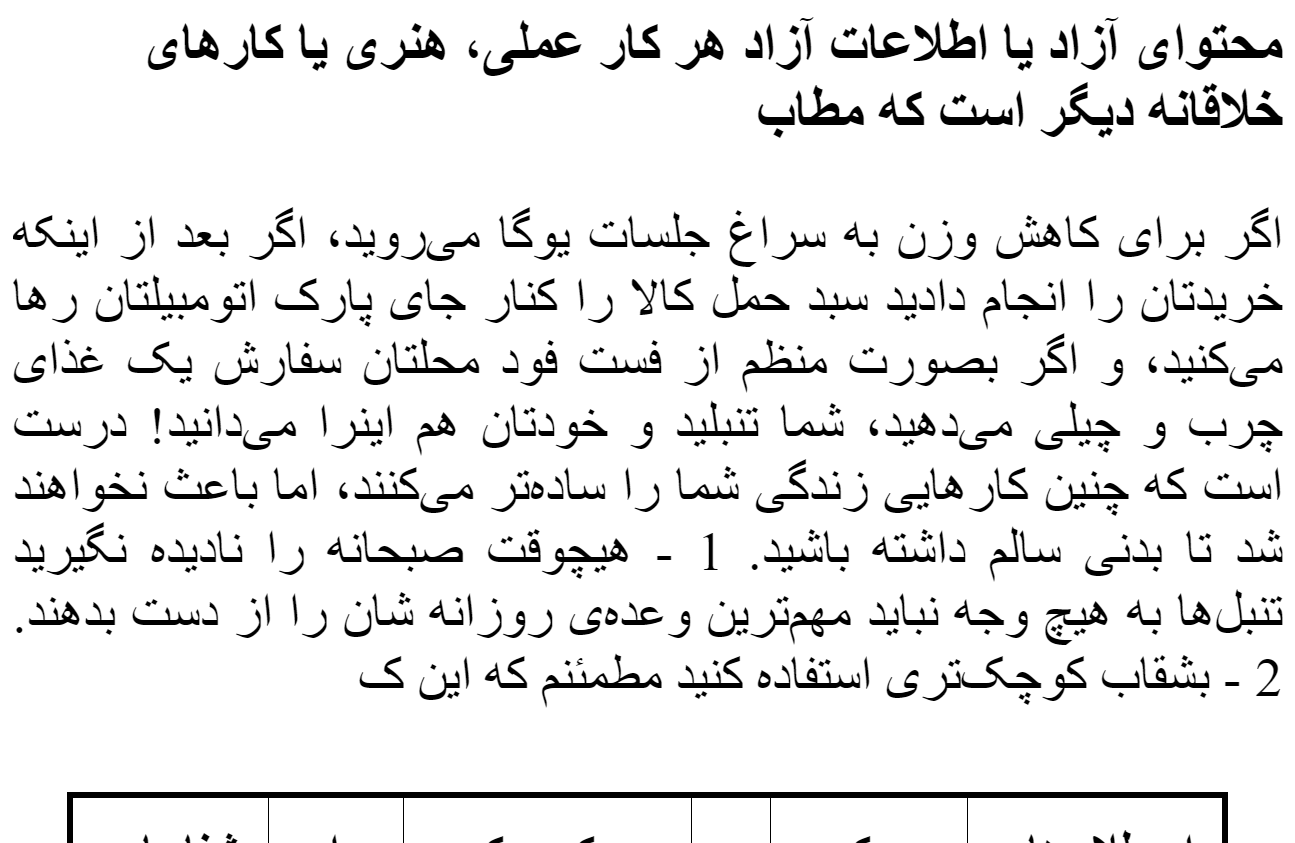 محتوای آزاد یا اطلاعات آزاد هر کار عملی، هنری یا کارهای
خلاقانه دیگر است که مطاب
اگر برای کاهش وزن به سراغ جلسات یوگا می‌روید، اگر بعد از اینکه
خریدتان را انجام دادید سبد حمل کالا را کنار جای پارک اتومبیلتان رها
می‌کنید، و اگر بصورت منظم از فست فود محلتان سفارش یک غذای
چرب و چیلی می‌دهید، شما تنبلید و خودتان هم اینرا می‌دانید! درست
است که چنین کارهایی زندگی شما را ساده‌تر می‌کنند، اما باعث نخواهند
شد تا بدنی سالم داشته باشید. 1 - هیچوقت صبحانه را نادیده نگیرید
تنبل‌ها به هیچ وجه نباید مهم‌ترین وعده‌ی روزانه شان را از دست بدهند.
2 - بشقاب کوچک‌تری استفاده کنید مطمئنم که این ک